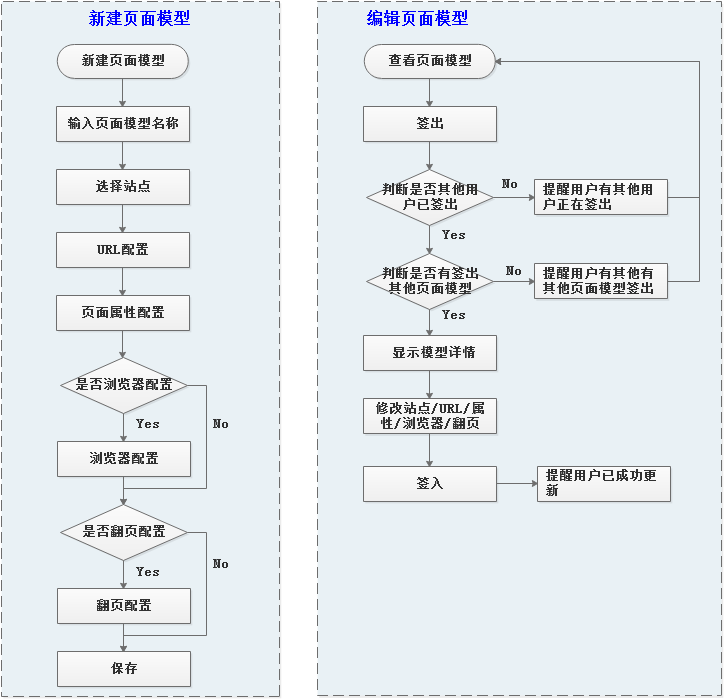 新建页面模型
新建页面模型
输入页面模型名称
选择站点
URL配置
页面属性配置
是否浏览器配置
Yes
No
浏览器配置
是否翻页配置
Yes
No
翻页配置
保存
编辑页面模型
查看页面模型
签出
判断是否其他用
户已签出
No
提醒用户有其他用
户正在签出
Yes
判断是否有签出
其他页面模型
No
提醒用户有其他有
其他页面模型签出
Yes
显示模型详情
修改站点/URL/属
性/浏览器/翻页
签入
提醒用户已成功更
新